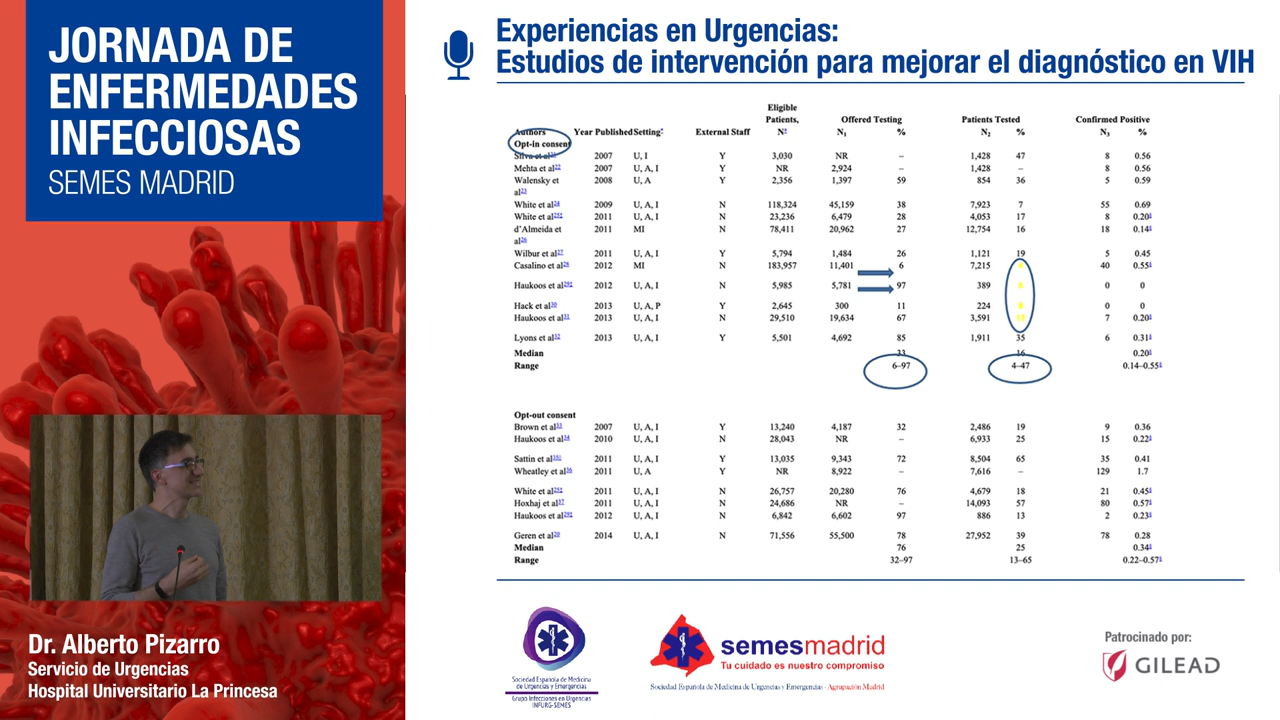 JORNADA DE
ENFERMEDADES
INFECCIOSAS
SEMES MADRID
Experiencias en Urgencias:
Estudios de intervención para mejorar el diagnóstico en VIH
Eligible
Patients, Offered Testing Patients Tested Confirmed Positive
Authors Year Published Setting* External Staff N§ N1 % N2 % N3 %
Opt-in consent
Silva et al21 2007 U, I Y 3,030 NR – 1,428 47 8 0.56
Mehta et al22 2007 U, A, I Y NR 2,924 – 1,428 – 8 0.56
Walensky et 2008 U, A Y 2,356 1,397 59 854 36 5 0.59
al23
White et al24 2009 U, A, I N 118,324 45,159 38 7,923 7 55 0.69
White et al 2011 U, A, I N 23,236 6,479 28 4,053 17 8 0.20
d'Almeida et 2011 MI N 78,411 20,962 27 12,754 16 18 0.14
al26
Wilbur et al27 2011 U, A, I Y 5,794 1,484 26 1,121 19 5 0.45
Casalino et al28 2012 MI N 183,957 11,401 6 7,215 40 0.55
Haukoos et al 2012 U, A, I N 5,985 5,781 97 389 0 0
Hack et al30 2013 U, A, P Y 2,645 300 11 224 0 0
Haukoos et al31 2013 U, A, I N 29,510 19,634 67 3,591 7 0.20
Lyons et al32 2013 U, A, I Y 5,501 4,692 85 1,911 35 6 0.31
Median 33 16 0.20
Range 6–97 4–47 0.14–0.55
Opt-out consent
Brown et al33 2007 U, A, I Y 13,240 4,187 32 2,486 19 9 0.36
Haukoos et al34 2010 U, A, I N 28,043 NR – 6,933 25 15 0.22
Sattin et al 2011 U, A, I Y 13,035 9,343 72 8,504 65 35 0.41
Wheatley et al36 2011 U, A Y NR 8,922 – 7,616 – 129 1.7
White et al 2011 U, A, I N 26,757 20,280 76 4,679 18 21 0.45
Hoxhaj et al37 2011 U, A, I N 24,686 NR – 14,093 57 80 0.57
Haukoos et al 2012 U, A, I N 6,842 6,602 97 886 13 2 0.23
Geren et al20 2014 U, A, I N 71,556 55,500 78 27,952 39 78 0.28
Median 76 25 0.34
Range 32–97 13–65 0.22–0.57
Dr. Alberto Pizarro
Servicio de Urgencias
Hospital Universitario La Princesa
Sociedad Española de Medicina
de Urgencias y Emergencias
Grupo Infecciones en Urgencias
INFURG-SEMES
semesmadrid
Tu cuidado es nuestro compromiso
Sociedad Española de Medicina de Urgencias y Emergencias - Agrupación Madrid
Patrocinado por:
GILEAD